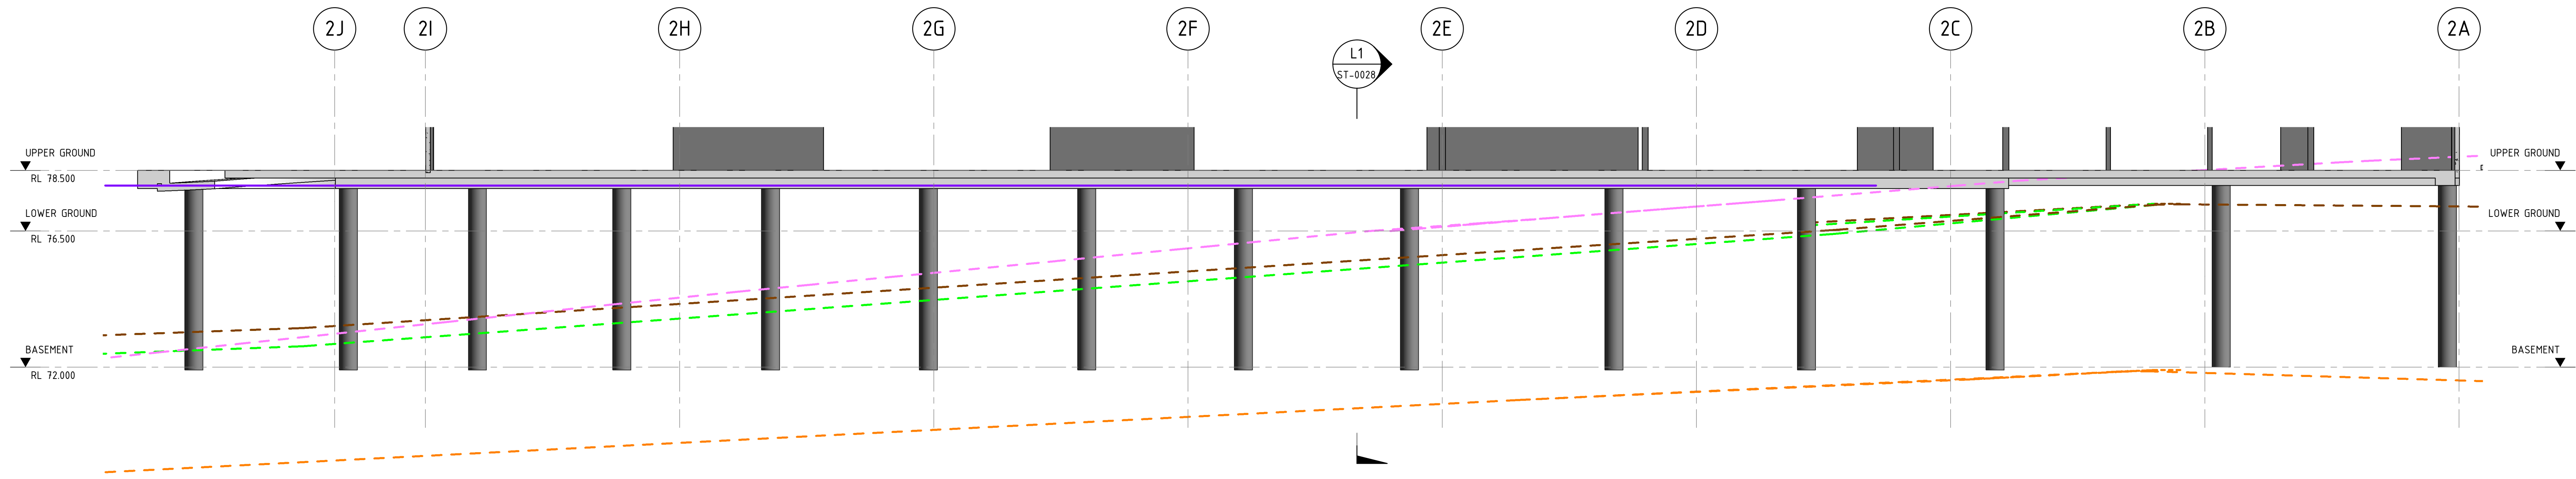 2J
2I
2H
2G
2F
2E
2D
2C
2B
2A
L1
ST-0028
UPPER GROUND
RL 78.500
UPPER GROUND
LOWER GROUND
RL 76.500
LOWER GROUND
BASEMENT
RL 72.000
BASEMENT